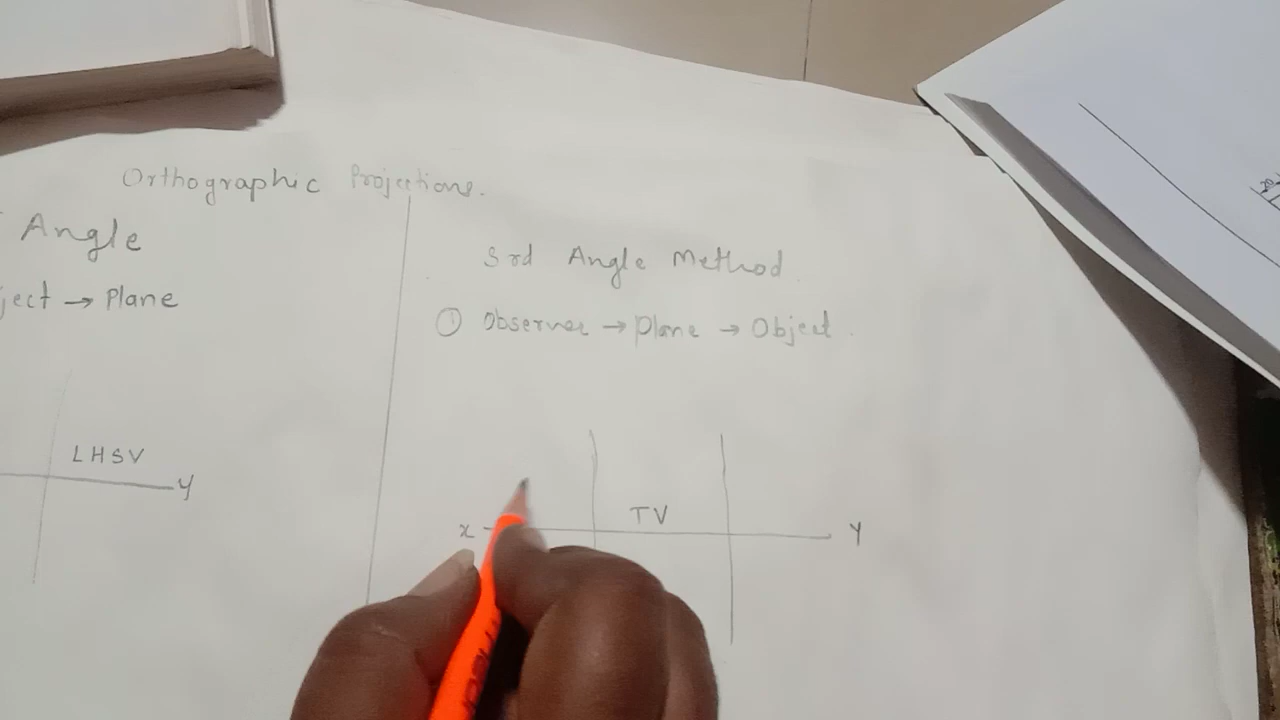 Orthographic Projections.
Angle
ject → Plane
LHSV
y
3rd Angle Method.
① Observer → Plane → Object.
TV
x
Y